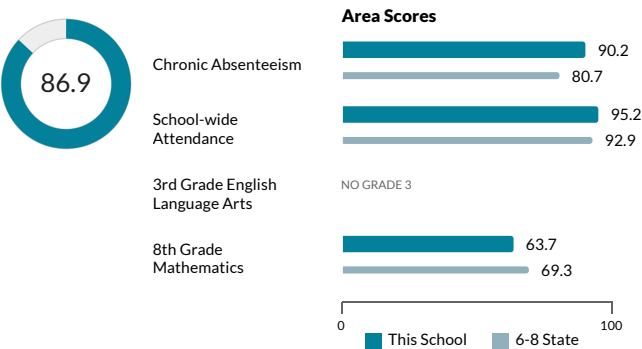 Area Scores
86.9
Chronic Absenteeism
90.2
80.7
School-wide
Attendance
95.2
92.9
3rd Grade English
Language Arts
NO GRADE 3
8th Grade
Mathematics
63.7
69.3
0
100
This School
6-8 State